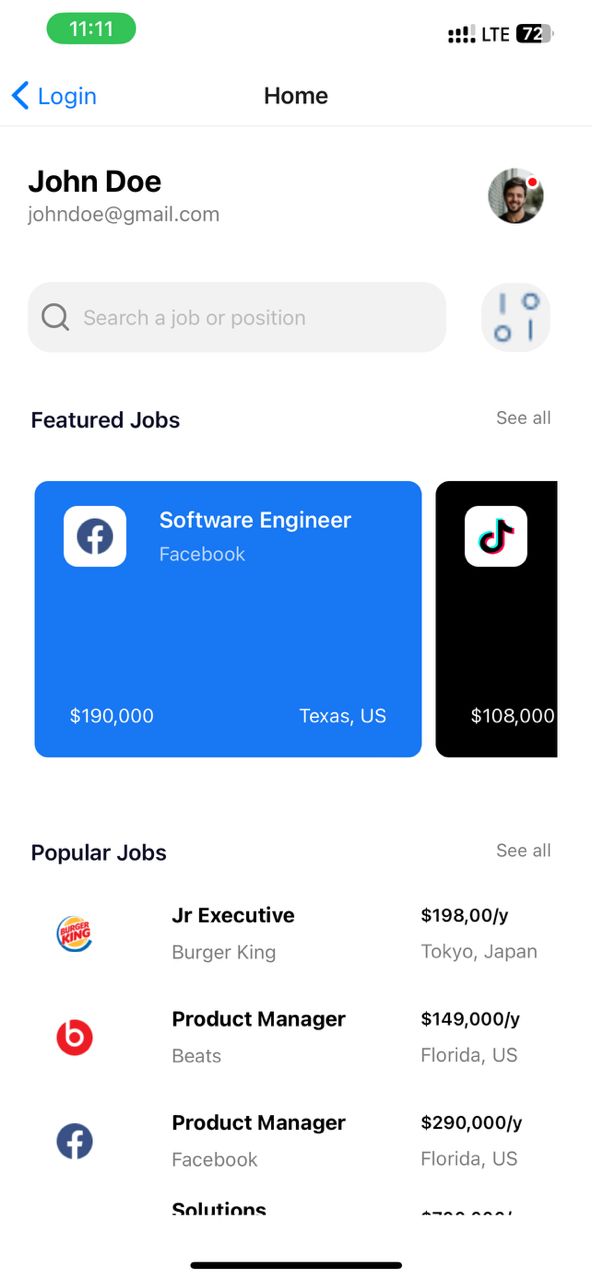 11:11 LTE 72
Login Home
John Doe
johndoe@gmail.com
Search a job or position
Featured Jobs See all
Software Engineer
Facebook
$190,000 Texas, US $108,000
Popular Jobs See all
Jr Executive $198,00/y
BURGER KING
Burger King Tokyo, Japan
Product Manager $149,000/y
Beats Florida, US
Product Manager $290,000/y
Facebook Florida, US
Solutions